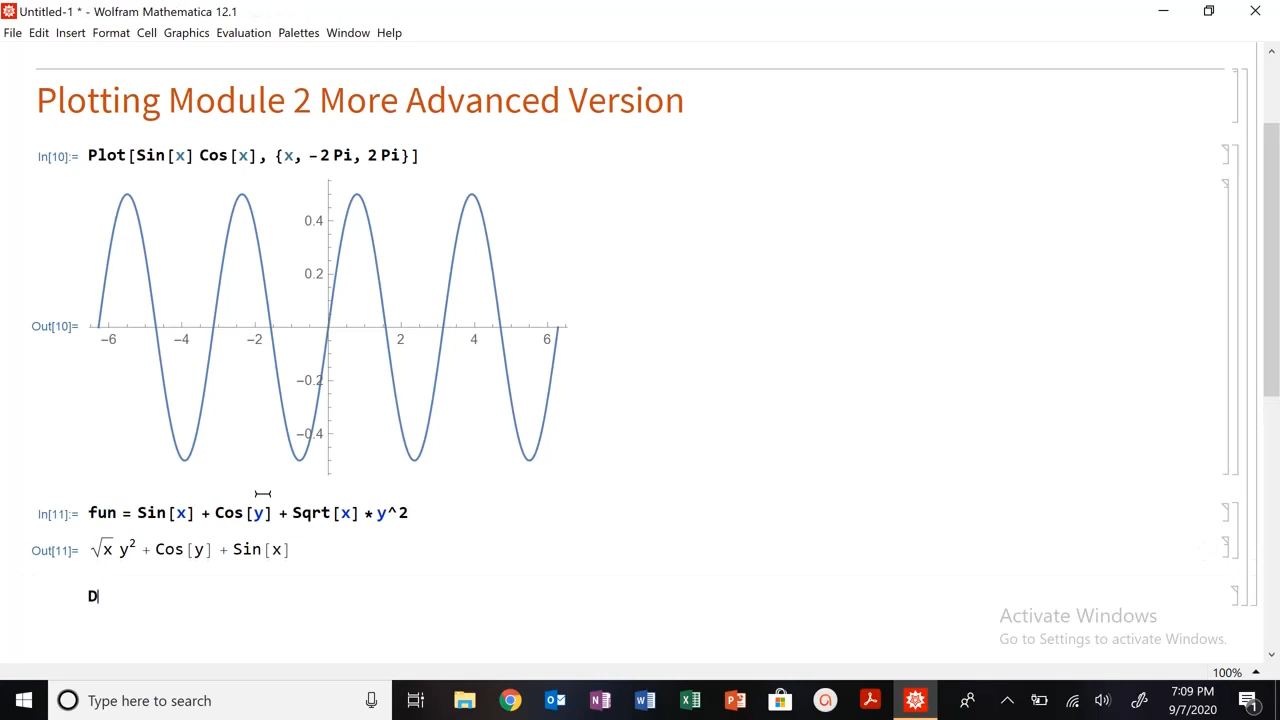 Untitled-1 * - Wolfram Mathematica 12.1
File Edit Insert Format Cell Graphics Evaluation Palettes Window Help
Plotting Module 2 More Advanced Version
In[10]:= Plot[Sin[x] Cos[x], {x, -2 Pi, 2 Pi}]
0.4
0.2
Out[10]=
-6 -4 -2 2 4 6
-0.2
-0.4
In[11]:= fun = Sin[x] + Cos[y] + Sqrt[x] * y^2
Out[11]= √x y² + Cos[y] + Sin[x]
D
Activate Windows
Go to Settings to activate Windows.
100%
Type here to search
7:09 PM
9/7/2020
1